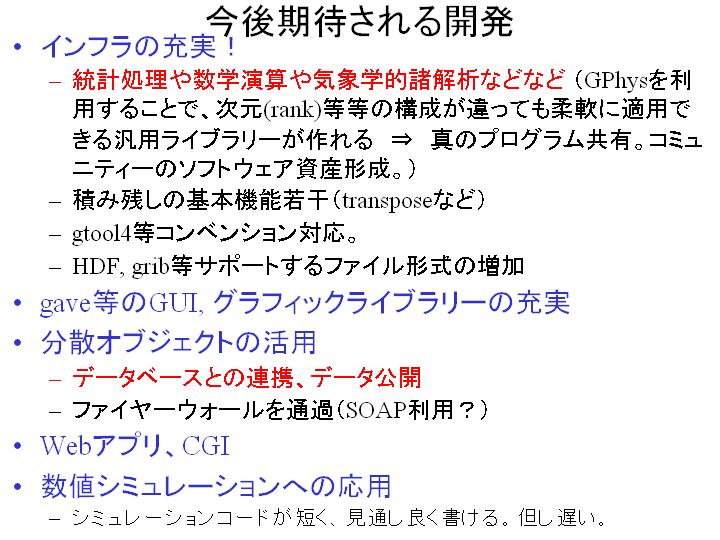 今後期待される開発
• インフラの充実！
– 統計処理や数学演算や気象学的諸解析などなど （GPhysを利
用することで、次元(rank)等等の構成が違っても柔軟に適用で
きる汎用ライブラリーが作れる ⇒ 真のプログラム共有。コミュ
ニティーのソフトウェア資産形成。）
– 積み残しの基本機能若干（transposeなど）
– gtool4等コンベンション対応。
– HDF, grib等サポートするファイル形式の増加
• gave等のGUI, グラフィックライブラリーの充実
• 分散オブジェクトの活用
– データベースとの連携、データ公開
– ファイヤーウォールを通過（SOAP利用？）
• Webアプリ、CGI
• 数値シミュレーションへの応用
– シミュレーションコードが短く、見通し良く書ける。但し遅い。